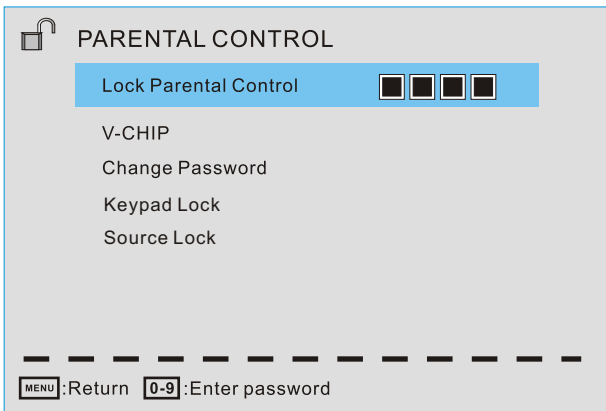 PARENTAL CONTROL
Lock Parental Control
V-CHIP
Change Password
Keypad Lock
Source Lock
MENU:Return 0-9:Enter password